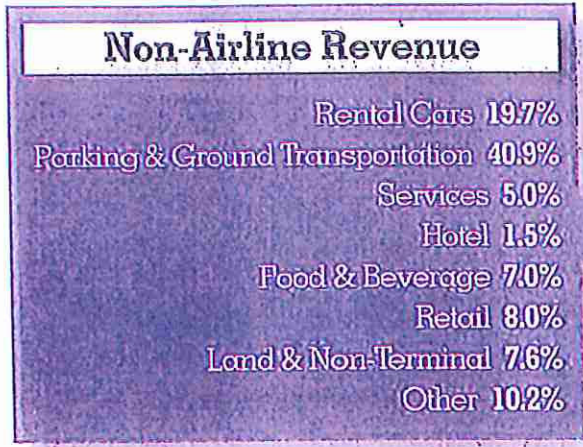 Non-Airline Revenue
Rental Cars 19.7%
Parking & Ground Transportation 40.9%
Services 5.0%
Hotel 1.5%
Food & Beverage 7.0%
Retail 8.0%
Land & Non-Terminal 7.6%
Other 10.2%